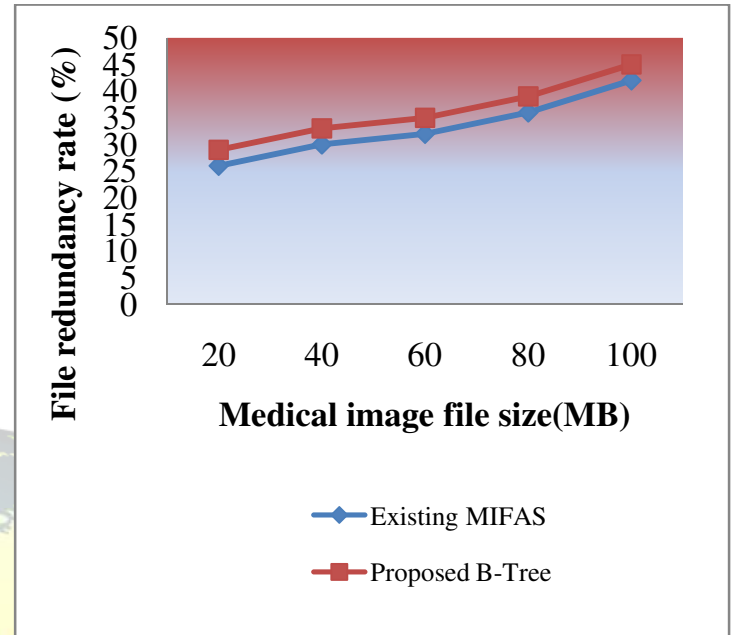 File redundancy rate (%)
50
45
40
35
30
25
20
15
10
5
0
20 40 60 80 100
Medical image file size(MB)
Existing MIFAS
Proposed B-Tree